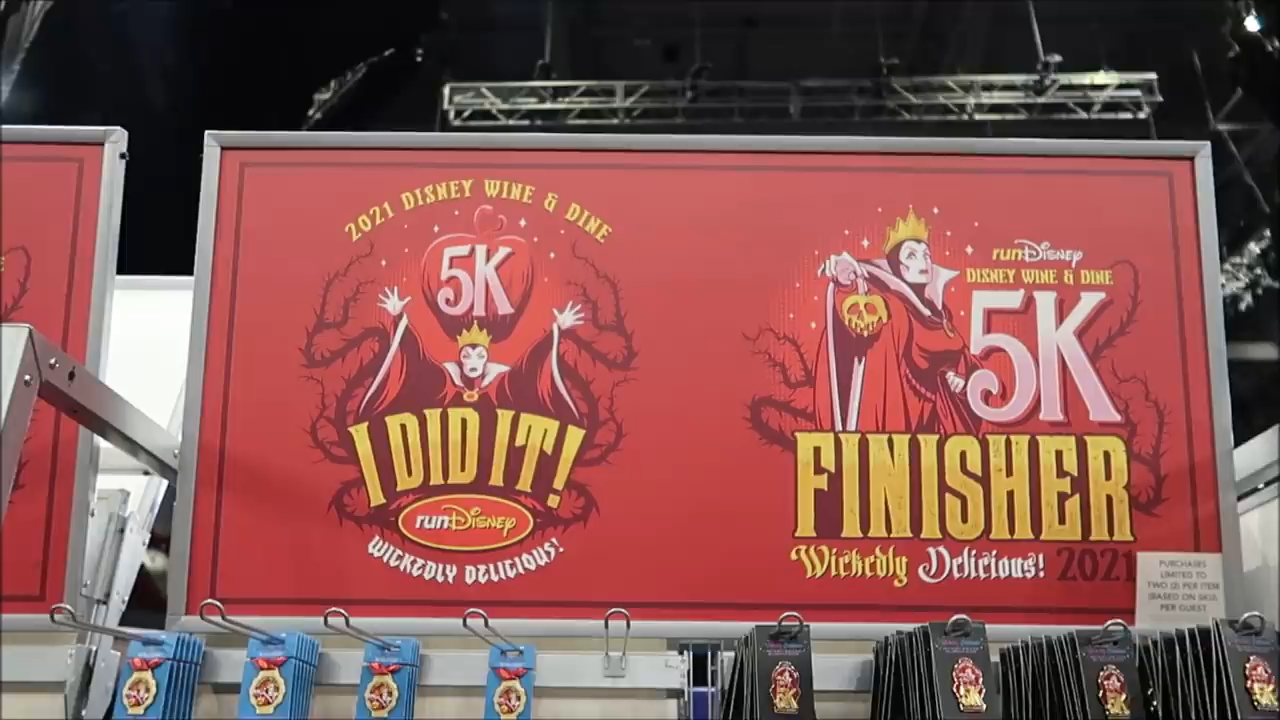 2021 DISNEY WINE & DINE
5K
I DID IT!
runDisney
WICKEDLY DELICIOUS!
runDisney
DISNEY WINE & DINE
5K
FINISHER
Wickedly Delicious! 2021
PURCHASES
LIMITED TO
TWO (2) PER ITEM
(BASED ON SKU)
PER GUEST